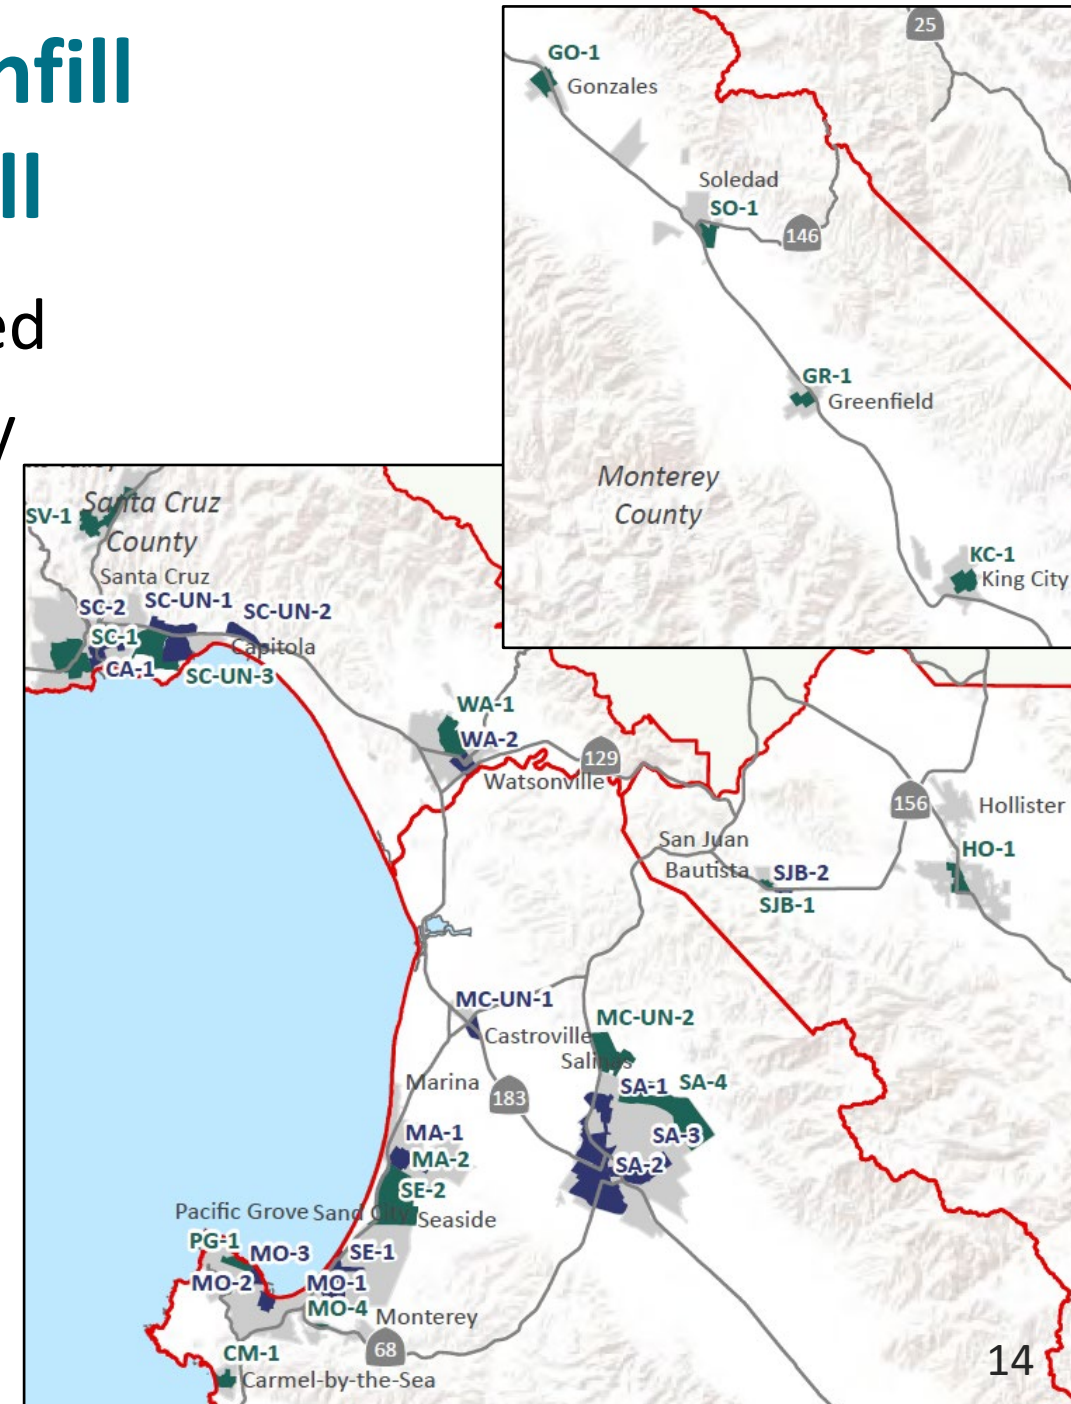 nfill
ll
ed
y
25
GO-1
Gonzales
Soledad
SO-1
146
GR-1
Greenfield
Monterey
County
KC-1
King City
SV-1
Santa Cruz
County
Santa Cruz
SC-2
SC-UN-1
SC-UN-2
SC-1
Capitola
CA-1
SC-UN-3
WA-1
WA-2
129
Watsonville
156
Hollister
San Juan
Bautista
HO-1
SJB-2
SJB-1
MC-UN-1
MC-UN-2
Castroville
Salinas
Marina
183
SA-1
SA-4
MA-1
SA-3
MA-2
SA-2
SE-2
Pacific Grove
Sand City
Seaside
PG-1
MO-3
SE-1
MO-2
MO-1
MO-4
Monterey
68
CM-1
Carmel-by-the-Sea
14